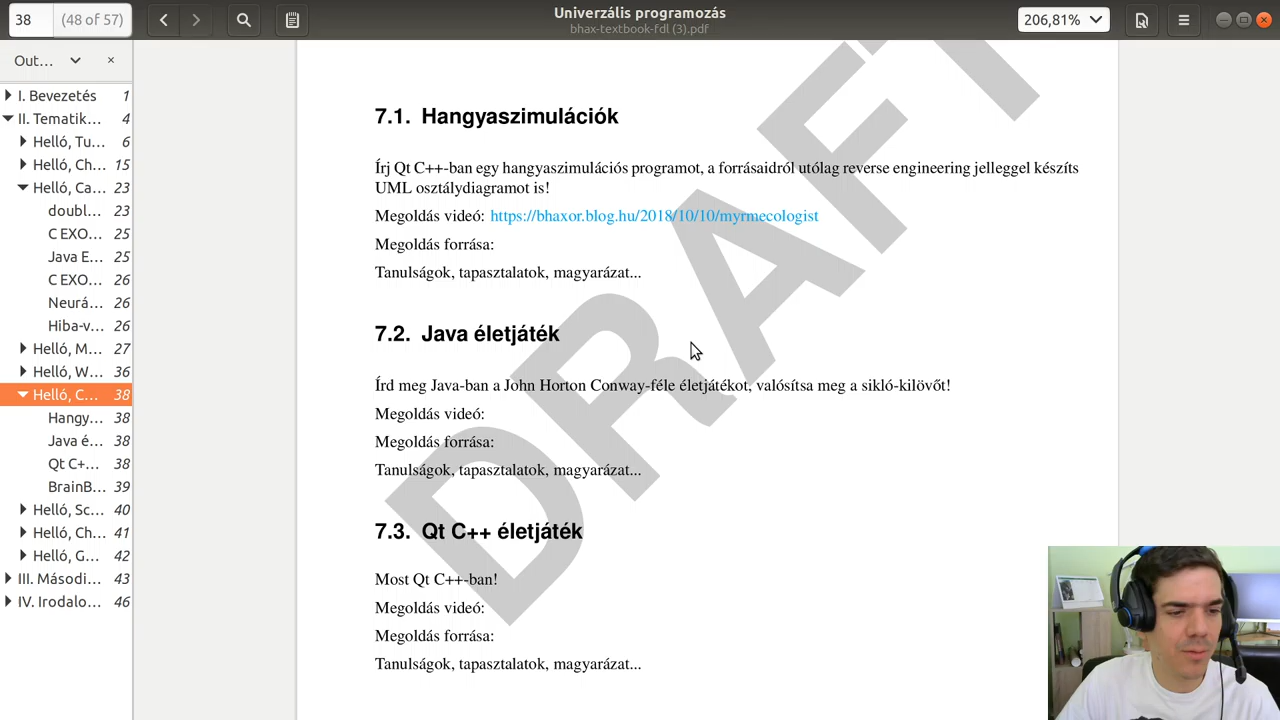 38
(48 of 57)
Univerzális programozás
bhax-textbook-fdl (3).pdf
206,81%
Out...
I. Bevezetés 1
II. Tematik... 4
Helló, Tu... 6
Helló, Ch... 15
Helló, Ca... 23
doubl... 23
C EXO... 25
Java E... 25
C EXO... 26
Neurá... 26
Hiba-v... 26
Helló, M... 27
Helló, W... 36
Helló, C... 38
Hangy... 38
Java é... 38
Qt C+... 38
BrainB... 39
Helló, Sc... 40
Helló, Ch... 41
Helló, G... 42
III. Másodi... 43
IV. Irodalo... 46
DRAFT
7.1. Hangyaszimulációk
Írj Qt C++-ban egy hangyaszimulációs programot, a forrásaidról utólag reverse engineering jelleggel készíts
UML osztálydiagramot is!
Megoldás videó: https://bhaxor.blog.hu/2018/10/10/myrmecologist
Megoldás forrása:
Tanulságok, tapasztalatok, magyarázat...
7.2. Java életjáték
Írd meg Java-ban a John Horton Conway-féle életjátékot, valósítsa meg a sikló-kilövőt!
Megoldás videó:
Megoldás forrása:
Tanulságok, tapasztalatok, magyarázat...
7.3. Qt C++ életjáték
Most Qt C++-ban!
Megoldás videó:
Megoldás forrása:
Tanulságok, tapasztalatok, magyarázat...